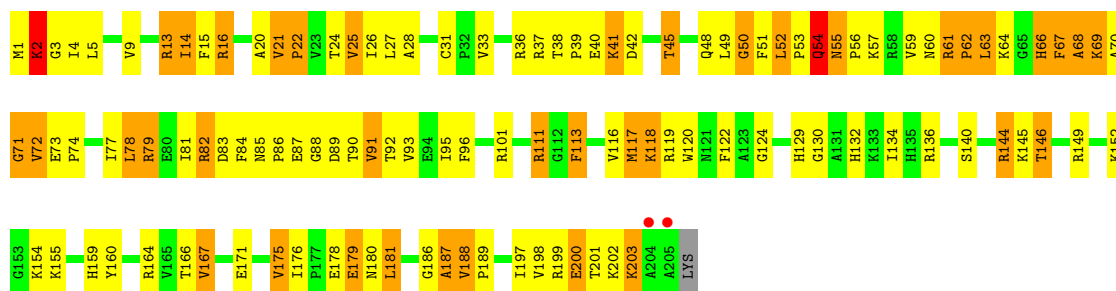 M1 K2 G3 I4 L5 V9 R13 I14 F15 R16 A20 V21 P22 V23 T24 V25 I26 L27 A28 C31 P32 V33 R36 R37 T38 P39 E40 K41 D42 T45 Q48 L49 G50 F51 L52 P53 Q54 N55 P56 K57 R58 V59 N60 R61 P62 L63 K64 G65 H66 F67 A68 K69 A70
G71 V72 E73 P74 I77 L78 R79 E80 I81 R82 D83 F84 N85 P86 E87 G88 D89 T90 V91 T92 V93 E94 I95 F96 R101 R111 G112 F113 V116 M117 K118 R119 W120 N121 F122 A123 G124 H129 G130 A131 H132 K133 I134 H135 R136 S140 R144 K145 T146 R149 K152
G153 K154 K155 H159 Y160 R164 V165 T166 V167 E171 V175 I176 P177 E178 E179 N180 L181 G186 A187 V188 P189 I197 V198 R199 E200 T201 K202 K203 A204 A205 LYS